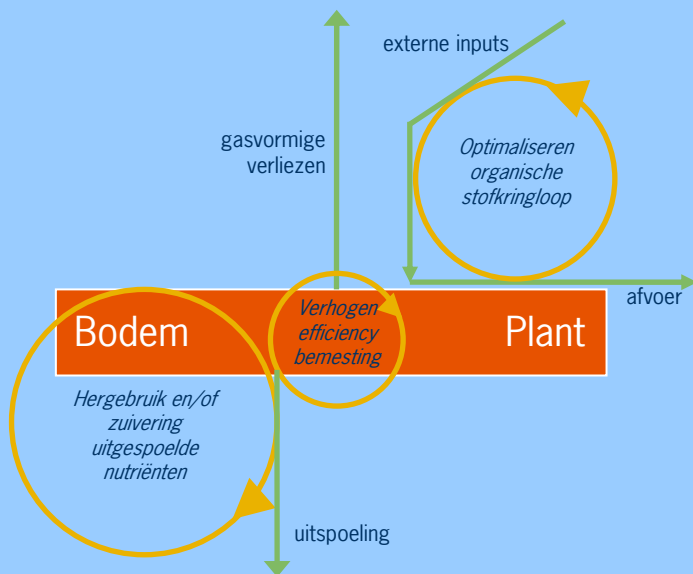 externe inputs
gasvormige
verliezen
Optimaliseren
organische
stofkringloop
afvoer
Bodem
Verhogen
efficiency
bemesting
Plant
Hergebruik en/of
zuivering
uitgespoelde
nutriënten
uitspoeling